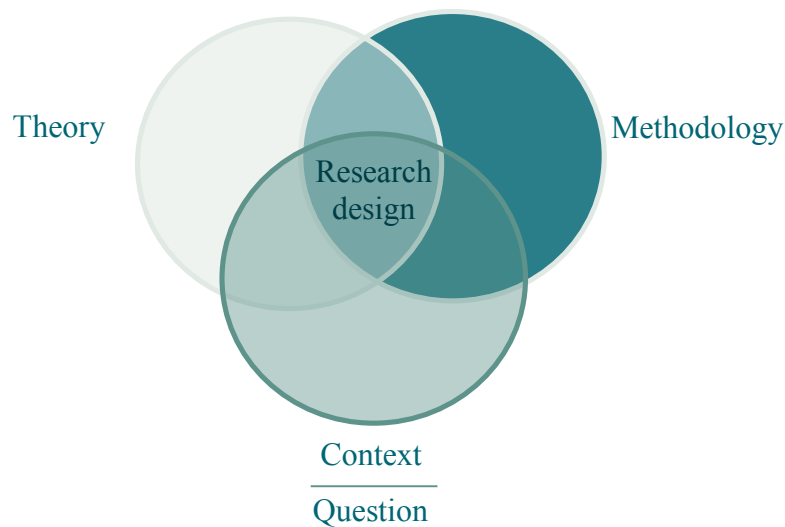 Theory
Methodology
Research
design
Context
Question